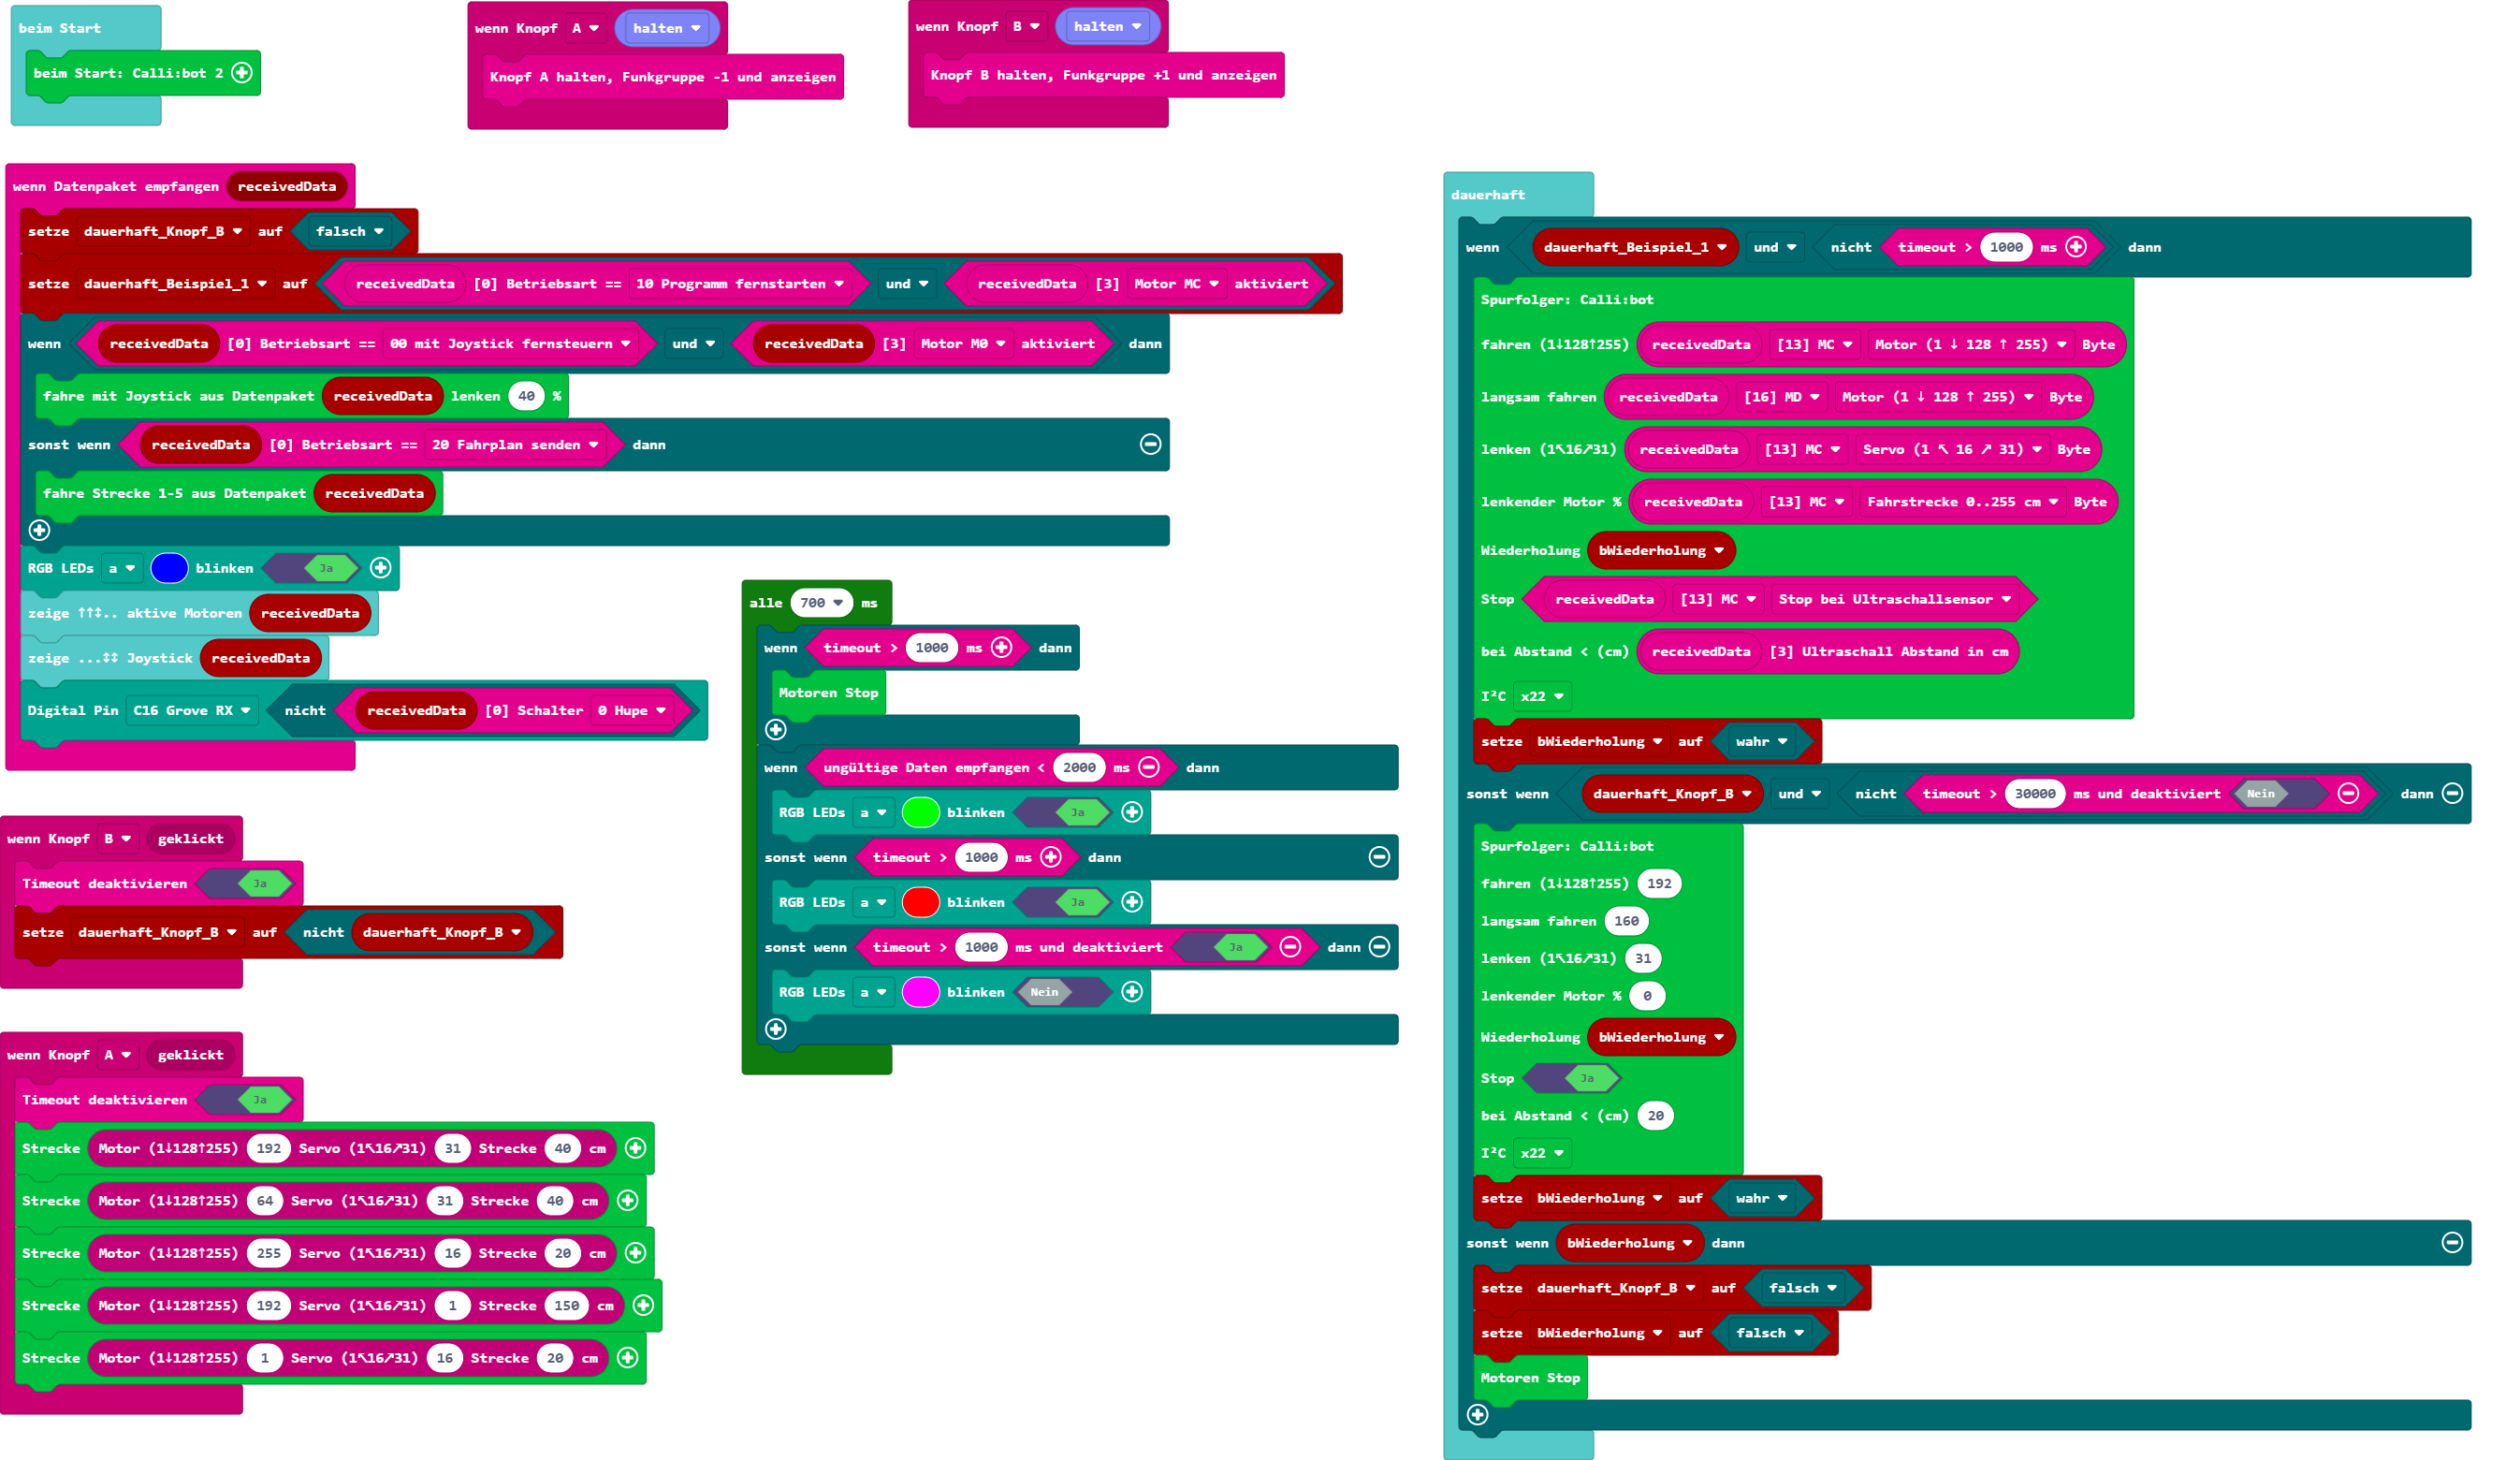 beim Start
beim Start: Calli:bot 2
wenn Knopf A halten
Knopf A halten, Funkgruppe -1 und anzeigen
wenn Knopf B halten
Knopf B halten, Funkgruppe +1 und anzeigen
wenn Datenpaket empfangen receivedData
setze dauerhaft_Knopf_B auf falsch
setze dauerhaft_Beispiel_1 auf receivedData [0] Betriebsart == 10 Programm fernstarten und receivedData [3] Motor MC aktiviert
wenn receivedData [0] Betriebsart == 00 mit Joystick fernsteuern und receivedData [3] Motor M0 aktiviert dann
fahre mit Joystick aus Datenpaket receivedData lenken 40 %
sonst wenn receivedData [0] Betriebsart == 20 Fahrplan senden dann
fahre Strecke 1-5 aus Datenpaket receivedData
RGB LEDs a blinken Ja
zeige ↑↑↕.. aktive Motoren receivedData
zeige ...↕↕ Joystick receivedData
Digital Pin C16 Grove RX nicht receivedData [0] Schalter 0 Hupe
wenn Knopf B geklickt
Timeout deaktivieren Ja
setze dauerhaft_Knopf_B auf nicht dauerhaft_Knopf_B
wenn Knopf A geklickt
Timeout deaktivieren Ja
Strecke Motor (1↓128↑255) 192 Servo (1↖16↗31) 31 Strecke 40 cm
Strecke Motor (1↓128↑255) 64 Servo (1↖16↗31) 31 Strecke 40 cm
Strecke Motor (1↓128↑255) 255 Servo (1↖16↗31) 16 Strecke 20 cm
Strecke Motor (1↓128↑255) 192 Servo (1↖16↗31) 1 Strecke 150 cm
Strecke Motor (1↓128↑255) 1 Servo (1↖16↗31) 16 Strecke 20 cm
alle 700 ms
wenn timeout > 1000 ms dann
Motoren Stop
wenn ungültige Daten empfangen < 2000 ms dann
RGB LEDs a blinken Ja
sonst wenn timeout > 1000 ms dann
RGB LEDs a blinken Ja
sonst wenn timeout > 1000 ms und deaktiviert Ja dann
RGB LEDs a blinken Nein
dauerhaft
wenn dauerhaft_Beispiel_1 und nicht timeout > 1000 ms dann
Spurfolger: Calli:bot
fahren (1↓128↑255) receivedData [13] MC Motor (1 ↓ 128 ↑ 255) Byte
langsam fahren receivedData [16] MD Motor (1 ↓ 128 ↑ 255) Byte
lenken (1↖16↗31) receivedData [13] MC Servo (1 ↖ 16 ↗ 31) Byte
lenkender Motor % receivedData [13] MC Fahrstrecke 0..255 cm Byte
Wiederholung bWiederholung
Stop receivedData [13] MC Stop bei Ultraschallsensor
bei Abstand < (cm) receivedData [3] Ultraschall Abstand in cm
I²C x22
setze bWiederholung auf wahr
sonst wenn dauerhaft_Knopf_B und nicht timeout > 30000 ms und deaktiviert Nein dann
Spurfolger: Calli:bot
fahren (1↓128↑255) 192
langsam fahren 160
lenken (1↖16↗31) 31
lenkender Motor % 0
Wiederholung bWiederholung
Stop Ja
bei Abstand < (cm) 20
I²C x22
setze bWiederholung auf wahr
sonst wenn bWiederholung dann
setze dauerhaft_Knopf_B auf falsch
setze bWiederholung auf falsch
Motoren Stop